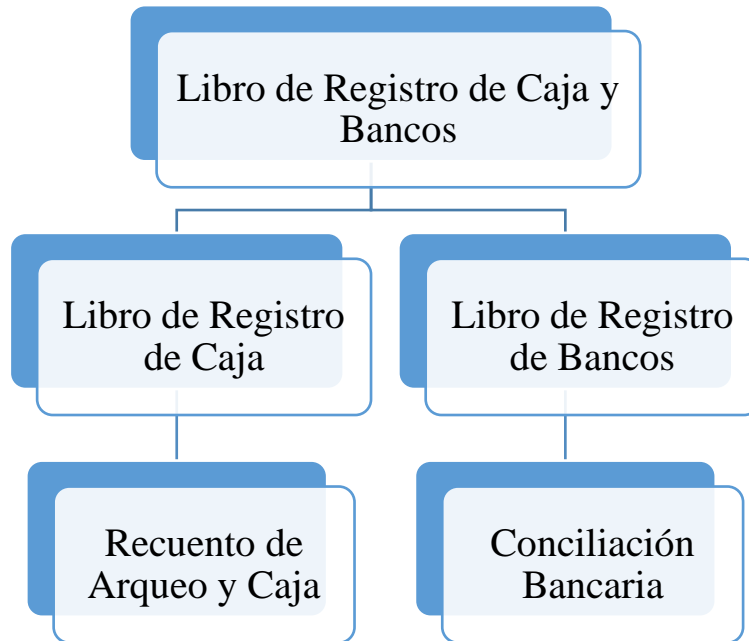 Libro de Registro de Caja y
Bancos
Libro de Registro
de Caja
Libro de Registro
de Bancos
Recuento de
Arqueo y Caja
Conciliación
Bancaria